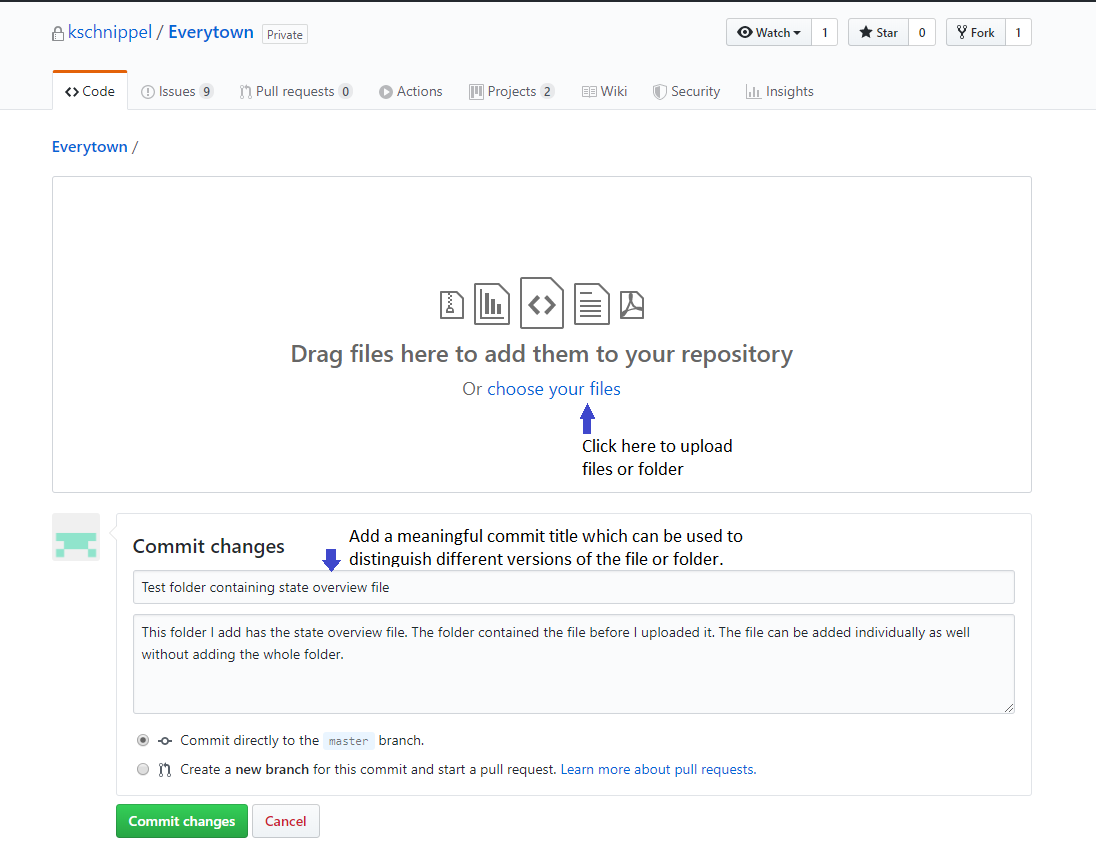 kschnippel / Everytown Private
Watch 1 Star 0 Fork 1
Code Issues 9 Pull requests 0 Actions Projects 2 Wiki Security Insights
Everytown /
Drag files here to add them to your repository
Or choose your files
Click here to upload
files or folder
Commit changes
Add a meaningful commit title which can be used to
distinguish different versions of the file or folder.
Test folder containing state overview file
This folder I add has the state overview file. The folder contained the file before I uploaded it. The file can be added individually as well
without adding the whole folder.
Commit directly to the master branch.
Create a new branch for this commit and start a pull request. Learn more about pull requests.
Commit changes Cancel